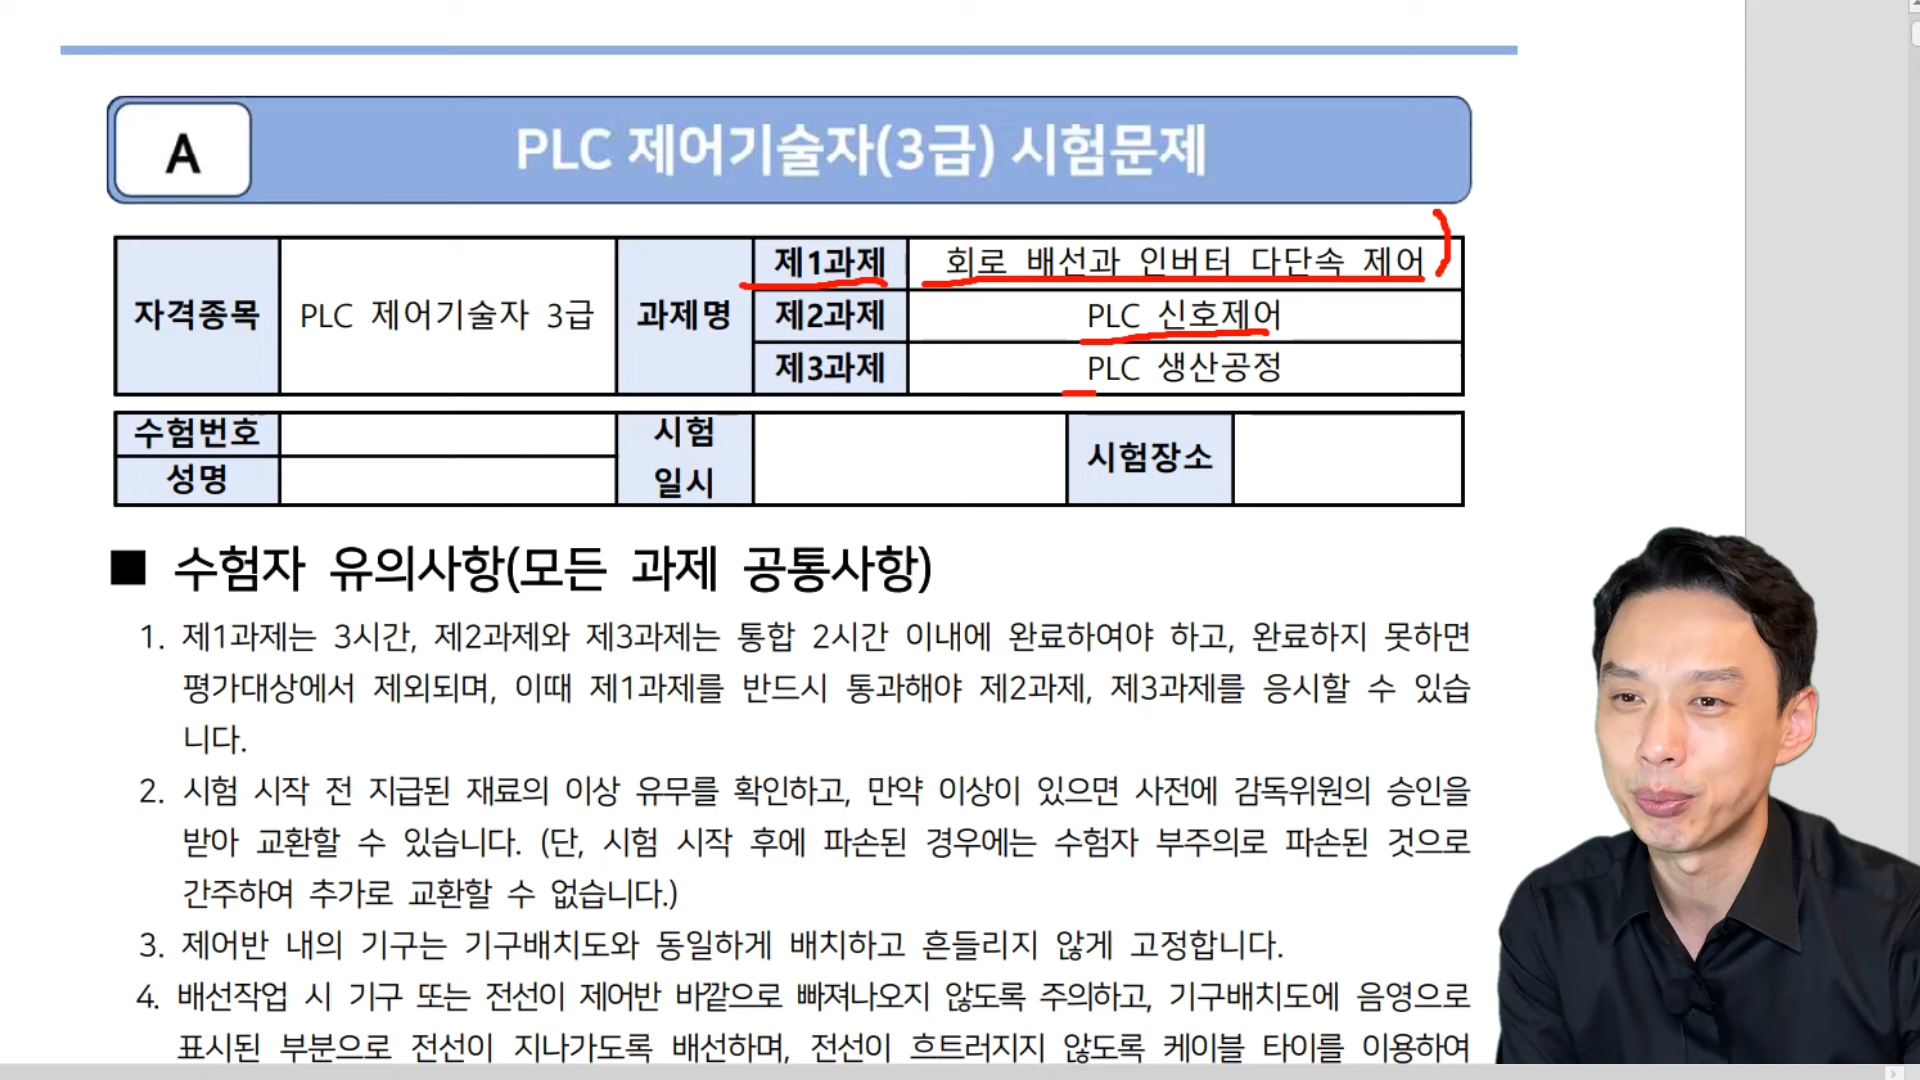 A
PLC 제어기술자(3급) 시험문제
자격종목
PLC 제어기술자 3급
과제명
제1과제
회로 배선과 인버터 다단속 제어
제2과제
PLC 신호제어
제3과제
PLC 생산공정
수험번호
성명
시험
일시
시험장소
■ 수험자 유의사항(모든 과제 공통사항)
1. 제1과제는 3시간, 제2과제와 제3과제는 통합 2시간 이내에 완료하여야 하고, 완료하지 못하면
평가대상에서 제외되며, 이때 제1과제를 반드시 통과해야 제2과제, 제3과제를 응시할 수 있습
니다.
2. 시험 시작 전 지급된 재료의 이상 유무를 확인하고, 만약 이상이 있으면 사전에 감독위원의 승인을
받아 교환할 수 있습니다. (단, 시험 시작 후에 파손된 경우에는 수험자 부주의로 파손된 것으로
간주하여 추가로 교환할 수 없습니다.)
3. 제어반 내의 기구는 기구배치도와 동일하게 배치하고 흔들리지 않게 고정합니다.
4. 배선작업 시 기구 또는 전선이 제어반 바깥으로 빠져나오지 않도록 주의하고, 기구배치도에 음영으로
표시된 부분으로 전선이 지나가도록 배선하며, 전선이 흐트러지지 않도록 케이블 타이를 이용하여